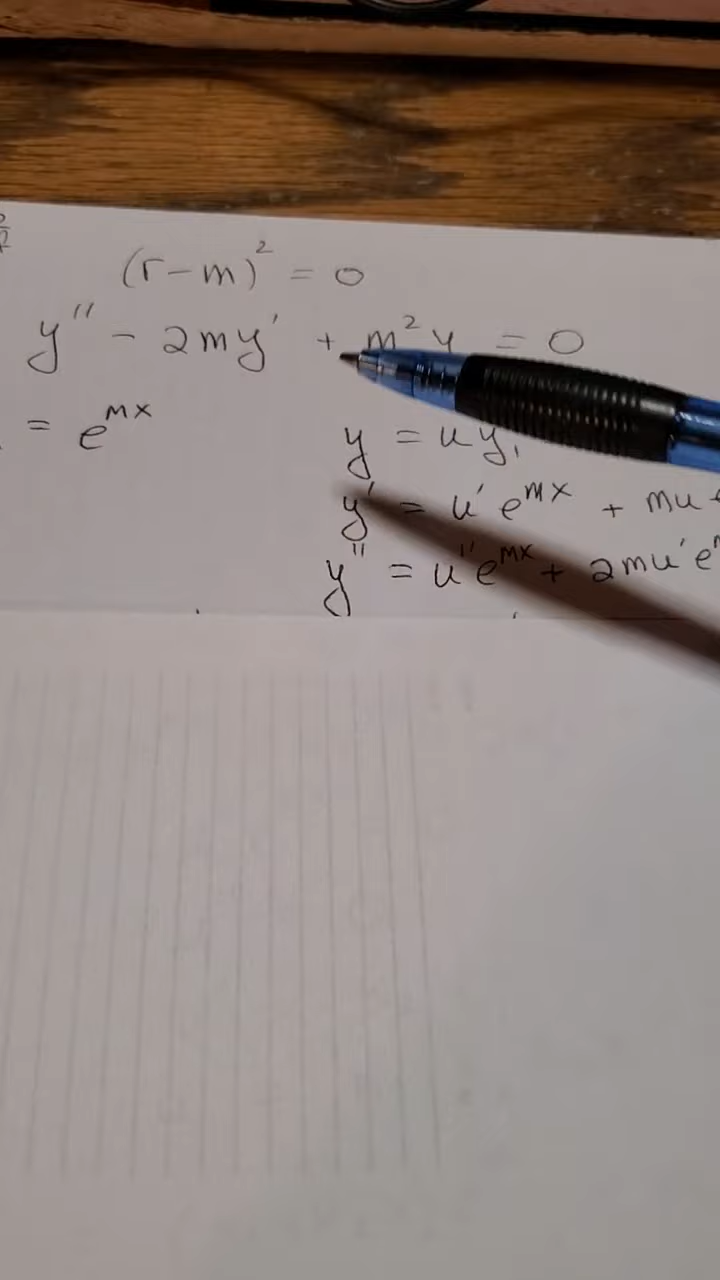 (r-m)² = 0
y'' - 2my' + m²y = 0
= e^{mx}
y = uy₁
y' = u'e^{mx} + mu
y'' = u''e^{mx} + 2mu'e^{m